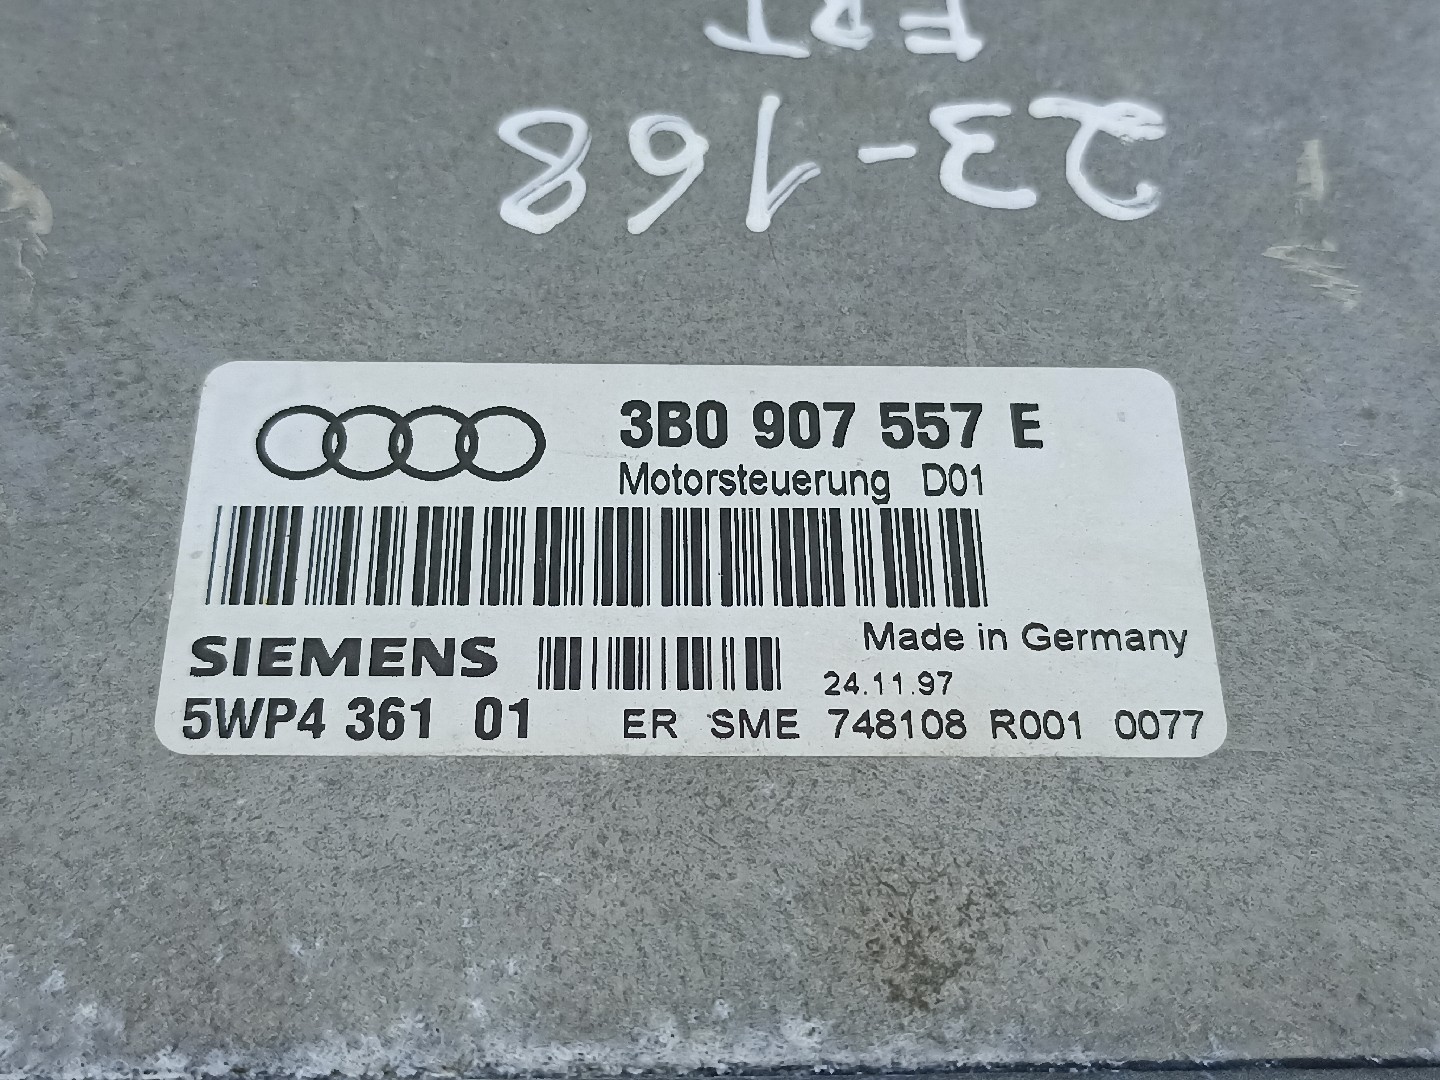 ERT
23-168
3B0 907 557 E
Motorsteuerung D01
Made in Germany
SIEMENS
24.11.97
5WP4 361 01 ER SME 748108 R001 0077